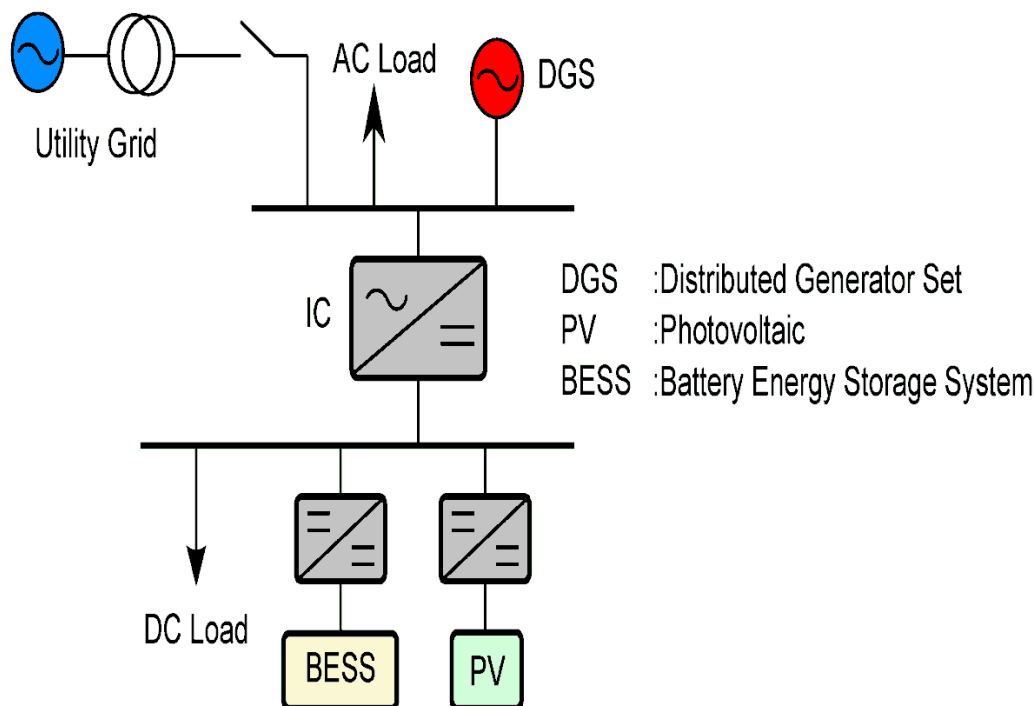 AC Load
DGS
Utility Grid
IC
DGS :Distributed Generator Set
PV :Photovoltaic
BESS :Battery Energy Storage System
DC Load
BESS
PV